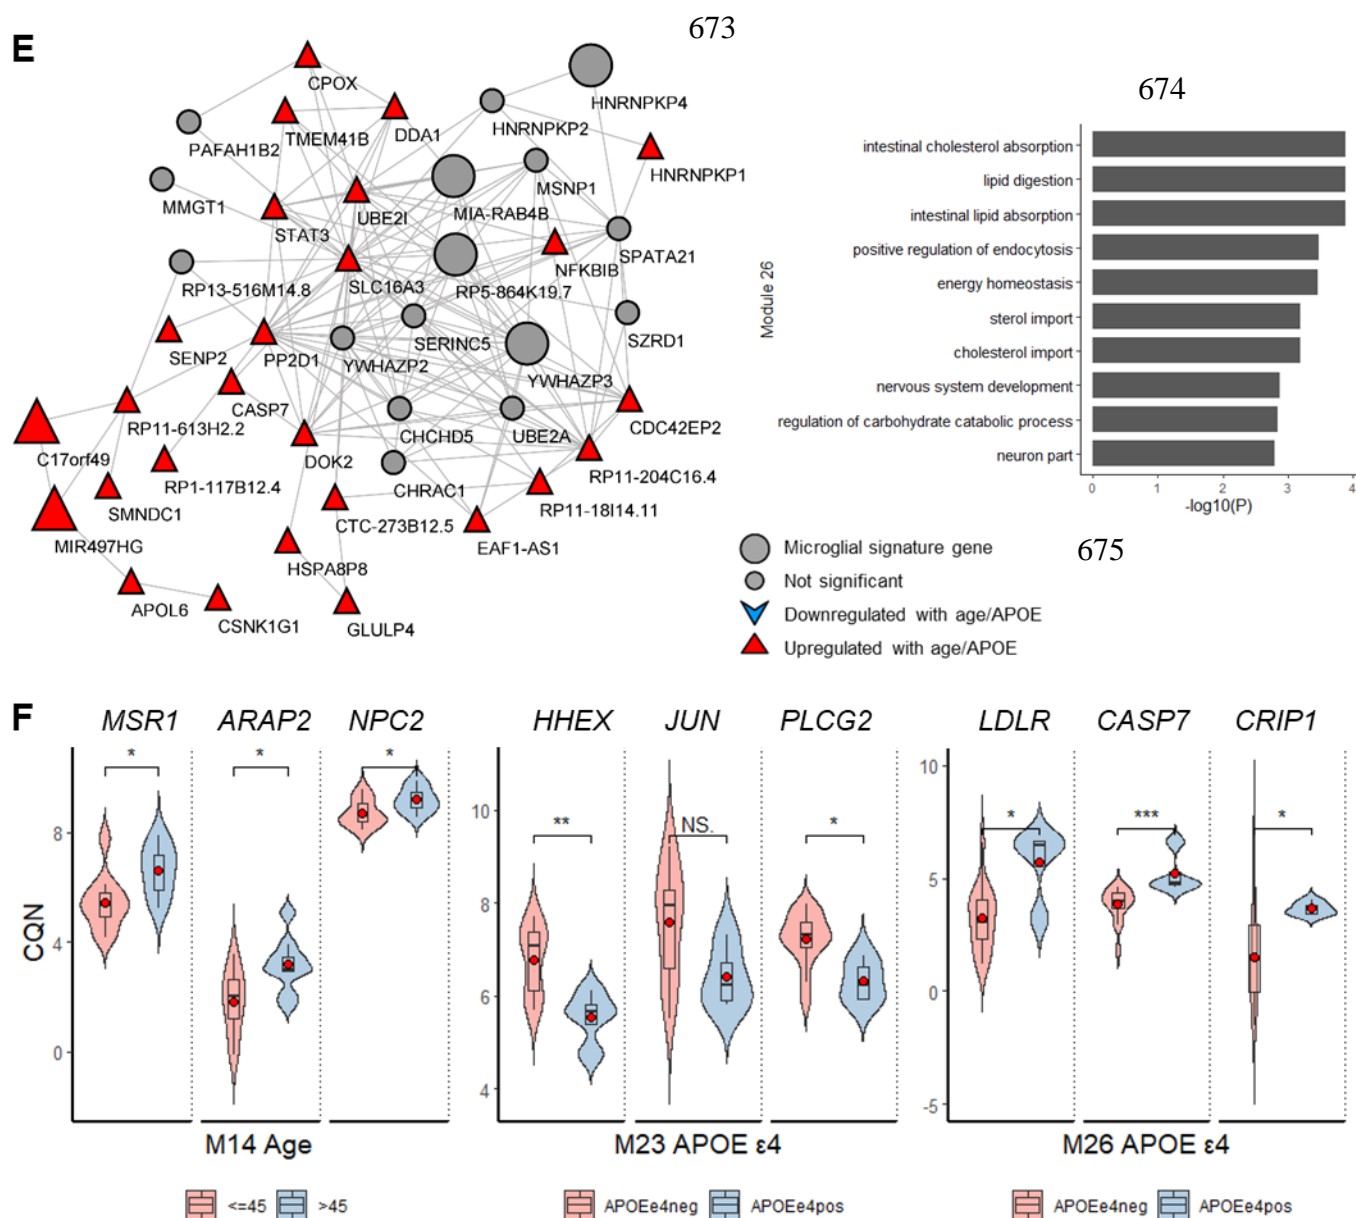 673
E
CPOX
HNRNPKP4
PAFAH1B2
TMEM41B
DDA1
HNRNPKP2
HNRNPKP1
MMGT1
STAT3
UBE2I
MIA-RAB4B
MSNP1
SPATA21
NFKBIB
RP13-516M14.8
SLC16A3
RP5-864K19.7
SENP2
PP2D1
YWHAZP2
SERINC5
YWHAZP3
SZRD1
CASP7
C17orf49
RP11-613H2.2
DOK2
CHCHD5
UBE2A
CDC42EP2
RP1-117B12.4
CHRAC1
RP11-204C16.4
SMNDC1
CTC-273B12.5
RP11-18I14.11
MIR497HG
HSPA8P8
EAF1-AS1
APOL6
CSNK1G1
GLULP4
674
Module 26
intestinal cholesterol absorption
lipid digestion
intestinal lipid absorption
positive regulation of endocytosis
energy homeostasis
sterol import
cholesterol import
nervous system development
regulation of carbohydrate catabolic process
neuron part
0 1 2 3 4
-log10(P)
675
Microglial signature gene
Not significant
Downregulated with age/APOE
Upregulated with age/APOE
F
MSR1 ARAP2 NPC2
* * *
CQN
8
4
0
M14 Age
<=45 >45
HHEX JUN PLCG2
** NS. *
10
8
6
4
M23 APOE ε4
APOEe4neg APOEe4pos
LDLR CASP7 CRIP1
* *** *
10
5
0
-5
M26 APOE ε4
APOEe4neg APOEe4pos